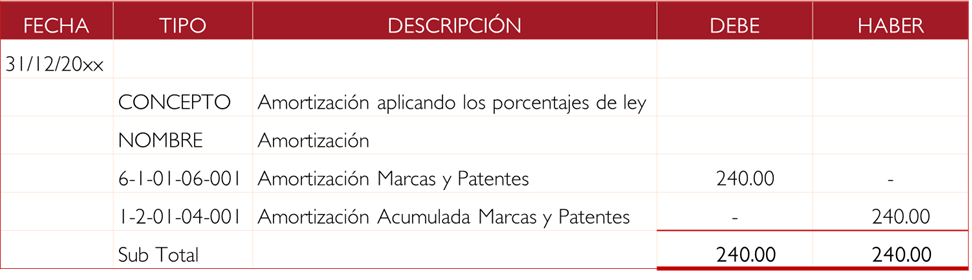 FECHA TIPO DESCRIPCIÓN DEBE HABER
31/12/20xx
CONCEPTO Amortización aplicando los porcentajes de ley
NOMBRE Amortización
6-1-01-06-001 Amortización Marcas y Patentes 240.00 -
1-2-01-04-001 Amortización Acumulada Marcas y Patentes - 240.00
Sub Total 240.00 240.00